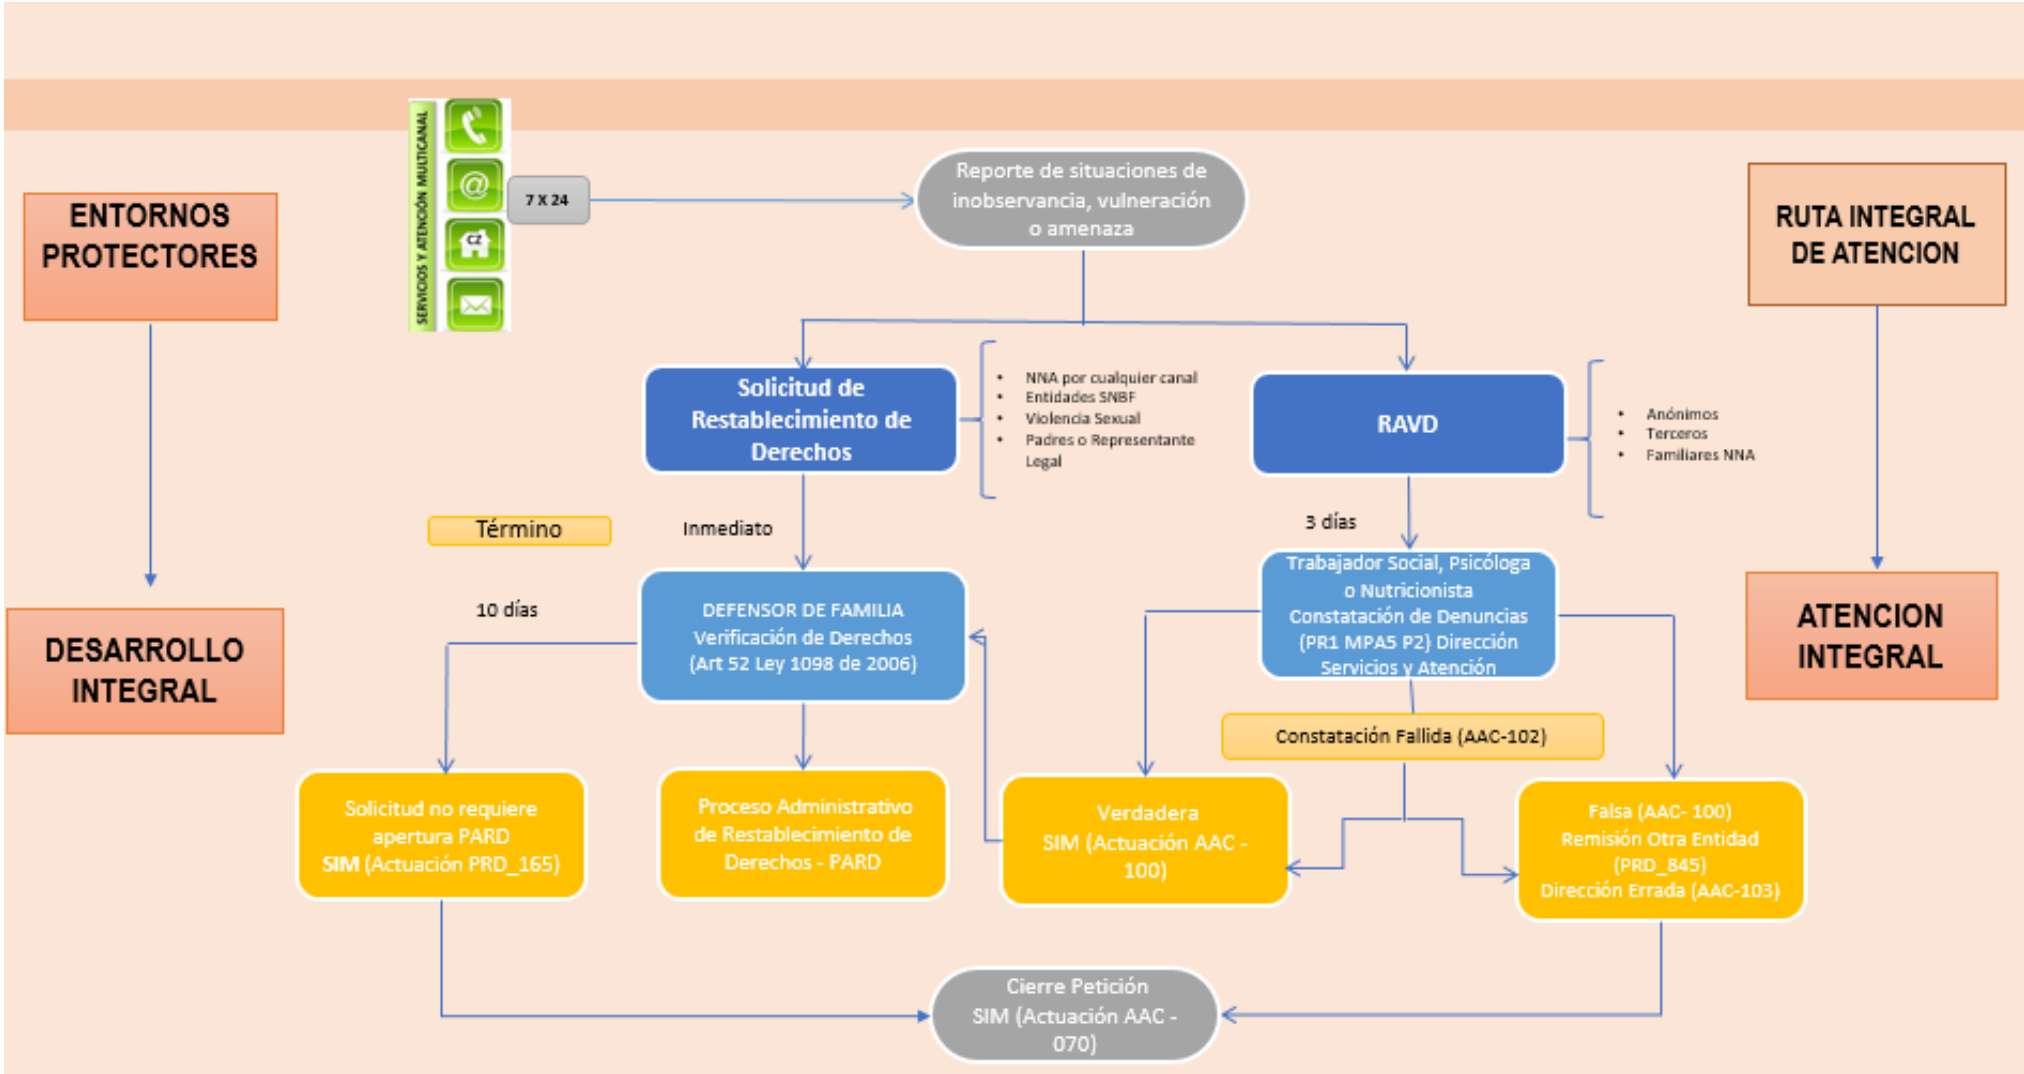 SERVICIOS Y ATENCIÓN MULTICANAL
CZ
7 X 24
Reporte de situaciones de
inobservancia, vulneración
o amenaza
ENTORNOS
PROTECTORES
RUTA INTEGRAL
DE ATENCION
Solicitud de
Restablecimiento de
Derechos
• NNA por cualquier canal
• Entidades SNBF
• Violencia Sexual
• Padres o Representante
Legal
RAVD
• Anónimos
• Terceros
• Familiares NNA
Término
Inmediato
3 días
10 días
DEFENSOR DE FAMILIA
Verificación de Derechos
(Art 52 Ley 1098 de 2006)
Trabajador Social, Psicóloga
o Nutricionista
Constatación de Denuncias
(PR1 MPA5 P2) Dirección
Servicios y Atención
DESARROLLO
INTEGRAL
ATENCION
INTEGRAL
Constatación Fallida (AAC-102)
Solicitud no requiere
apertura PARD
SIM (Actuación PRD_165)
Proceso Administrativo
de Restablecimiento de
Derechos - PARD
Verdadera
SIM (Actuación AAC -
100)
Falsa (AAC- 100)
Remisión Otra Entidad
(PRD_845)
Dirección Errada (AAC-103)
Cierre Petición
SIM (Actuación AAC -
070)